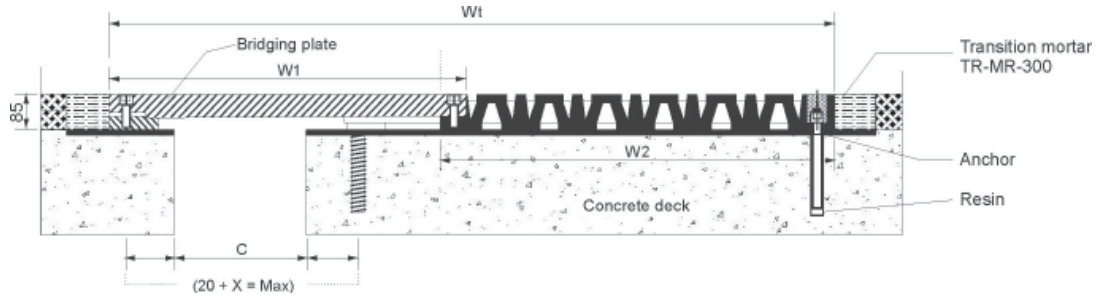 Wt
Bridging plate
Transition mortar
TR-MR-300
W1
85
W2
Anchor
Concrete deck
Resin
C
(20 + X = Max)